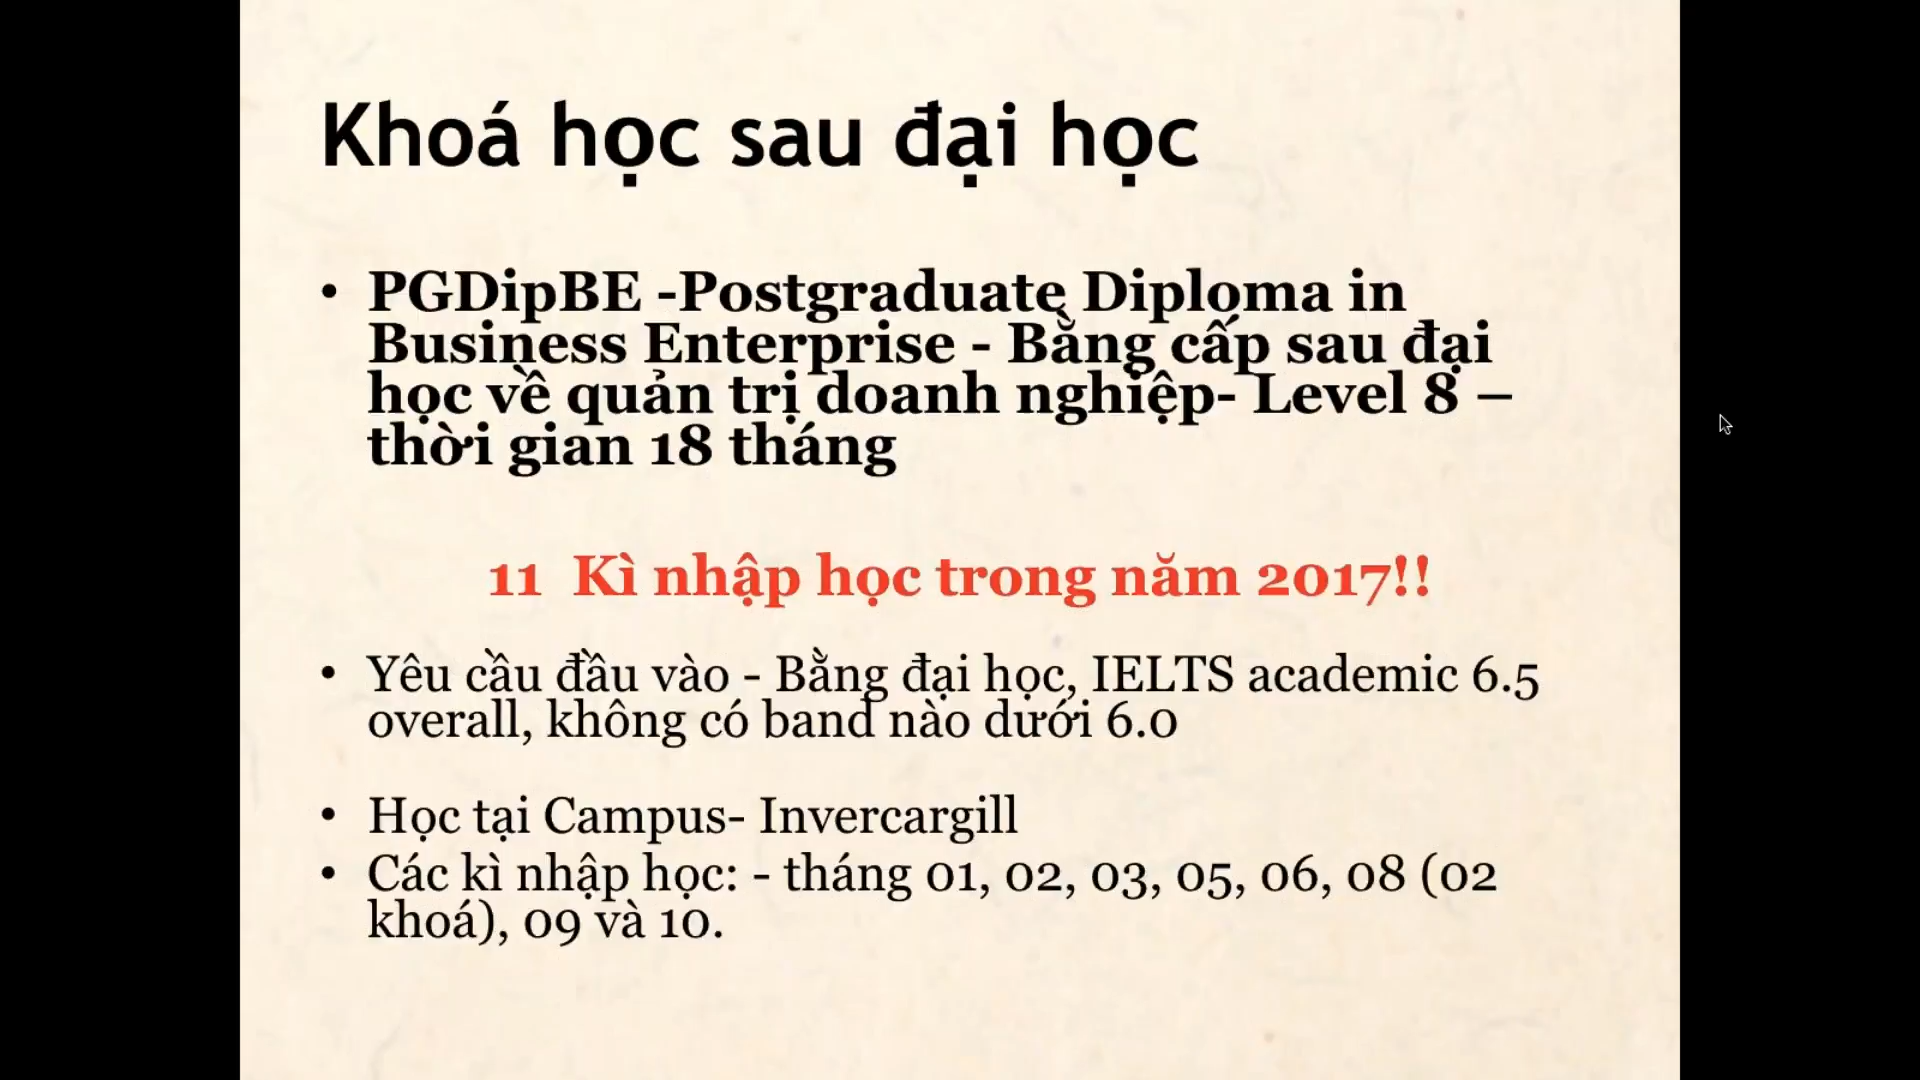 Khoá học sau đại học
• PGDipBE -Postgraduate Diploma in
Business Enterprise - Bằng cấp sau đại
học về quản trị doanh nghiệp- Level 8 –
thời gian 18 tháng
11 Kì nhập học trong năm 2017!!
• Yêu cầu đầu vào - Bằng đại học, IELTS academic 6.5
overall, không có band nào dưới 6.0
• Học tại Campus- Invercargill
• Các kì nhập học: - tháng 01, 02, 03, 05, 06, 08 (02
khoá), 09 và 10.